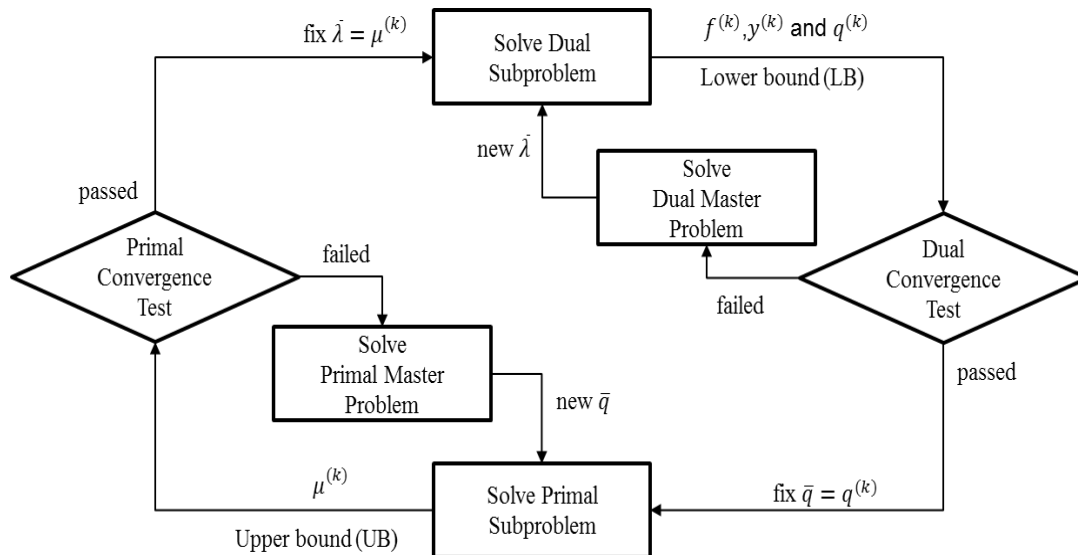 fix λ̄ = μ^(k)
Solve Dual
Subproblem
f^(k),y^(k) and q^(k)
Lower bound (LB)
new λ̄
Solve
Dual Master
Problem
passed
Primal
Convergence
Test
failed
Dual
Convergence
Test
failed
Solve
Primal Master
Problem
passed
new q̄
μ^(k)
Solve Primal
Subproblem
fix q̄ = q^(k)
Upper bound (UB)